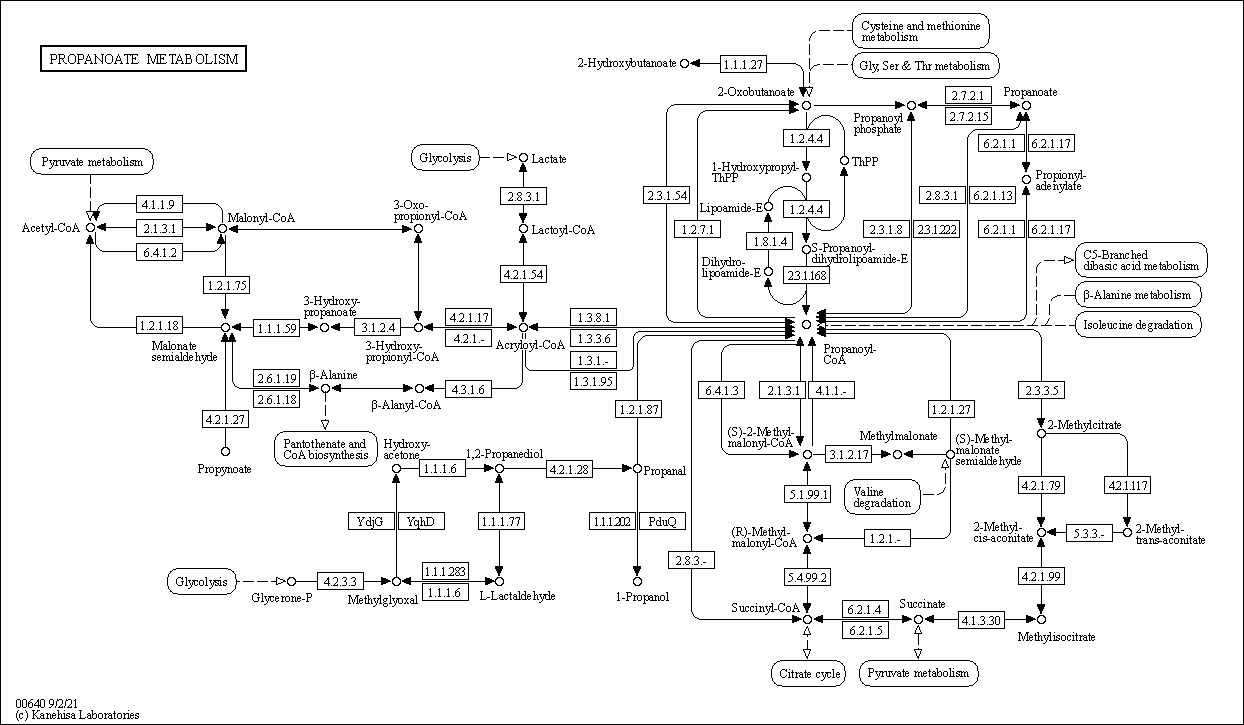 PROPANOATE METABOLISM
Cysteine and methionine
metabolism
Gly, Ser & Thr metabolism
2-Hydroxybutanoate
1.1.1.27
2-Oxobutanoate
Propanoyl
phosphate
2.7.2.1
2.7.2.15
Propanoate
1.2.4.4
ThPP
6.2.1.1
6.2.1.17
Pyruvate metabolism
Glycolysis
Lactate
1-Hydroxypropyl-
ThPP
Propionyl-
adenylate
4.1.1.9
2.1.3.1
6.4.1.2
Acetyl-CoA
Malonyl-CoA
3-Oxo-
propionyl-CoA
2.8.3.1
Lactoyl-CoA
2.3.1.54
1.2.7.1
Lipoamide-E
1.2.4.4
1.8.1.4
S-Propanoyl-
dihydrolipoamide-E
Dihydro-
lipoamide-E
2.3.1.168
2.3.1.8
2.3.1.222
2.8.3.1
6.2.1.13
6.2.1.1
6.2.1.17
C5-Branched
dibasic acid metabolism
β-Alanine metabolism
Isoleucine degradation
1.2.1.75
4.2.1.54
1.2.1.18
Malonate
semialdehyde
1.1.1.59
3-Hydroxy-
propanoate
3.1.2.4
3-Hydroxy-
propionyl-CoA
4.2.1.17
4.2.1.-
Acryloyl-CoA
1.3.8.1
1.3.3.6
1.3.1.-
1.3.1.95
Propanoyl-
CoA
2.6.1.19
2.6.1.18
β-Alanine
β-Alanyl-CoA
4.3.1.6
1.2.1.87
6.4.1.3
2.1.3.1
4.1.1.-
1.2.1.27
2.3.3.5
4.2.1.27
Propynoate
Pantothenate and
CoA biosynthesis
Hydroxy-
acetone
1.1.1.6
1,2-Propanediol
4.2.1.28
Propanal
(S)-2-Methyl-
malonyl-CoA
3.1.2.17
Methylmalonate
(S)-Methyl-
malonate
semialdehyde
2-Methylcitrate
Valine
degradation
5.1.99.1
4.2.1.79
4.2.1.117
YdjG
YqhD
1.1.1.77
1.1.1.202
PduQ
(R)-Methyl-
malonyl-CoA
1.2.1.-
2-Methyl-
cis-aconitate
5.3.3.-
2-Methyl-
trans-aconitate
2.8.3.-
Glycolysis
Glycerone-P
4.2.3.3
Methylglyoxal
1.1.1.283
1.1.1.6
L-Lactaldehyde
1-Propanol
5.4.99.2
4.2.1.99
Succinyl-CoA
6.2.1.4
6.2.1.5
Succinate
4.1.3.30
Methylisocitrate
Citrate cycle
Pyruvate metabolism
00640 9/2/21
(c) Kanehisa Laboratories